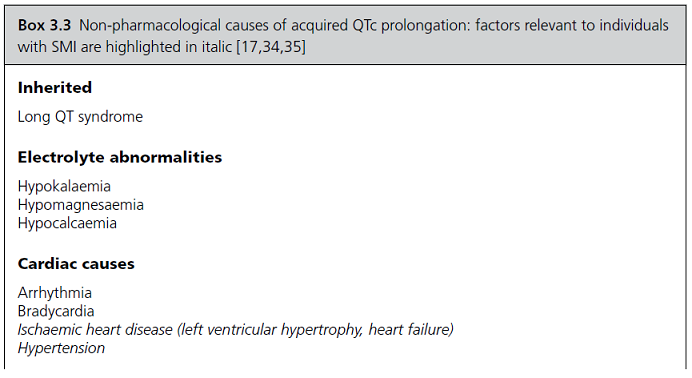 Box 3.3 Non-pharmacological causes of acquired QTc prolongation: factors relevant to individuals
with SMI are highlighted in italic [17,34,35]
Inherited
Long QT syndrome
Electrolyte abnormalities
Hypokalaemia
Hypomagnesaemia
Hypocalcaemia
Cardiac causes
Arrhythmia
Bradycardia
Ischaemic heart disease (left ventricular hypertrophy, heart failure)
Hypertension